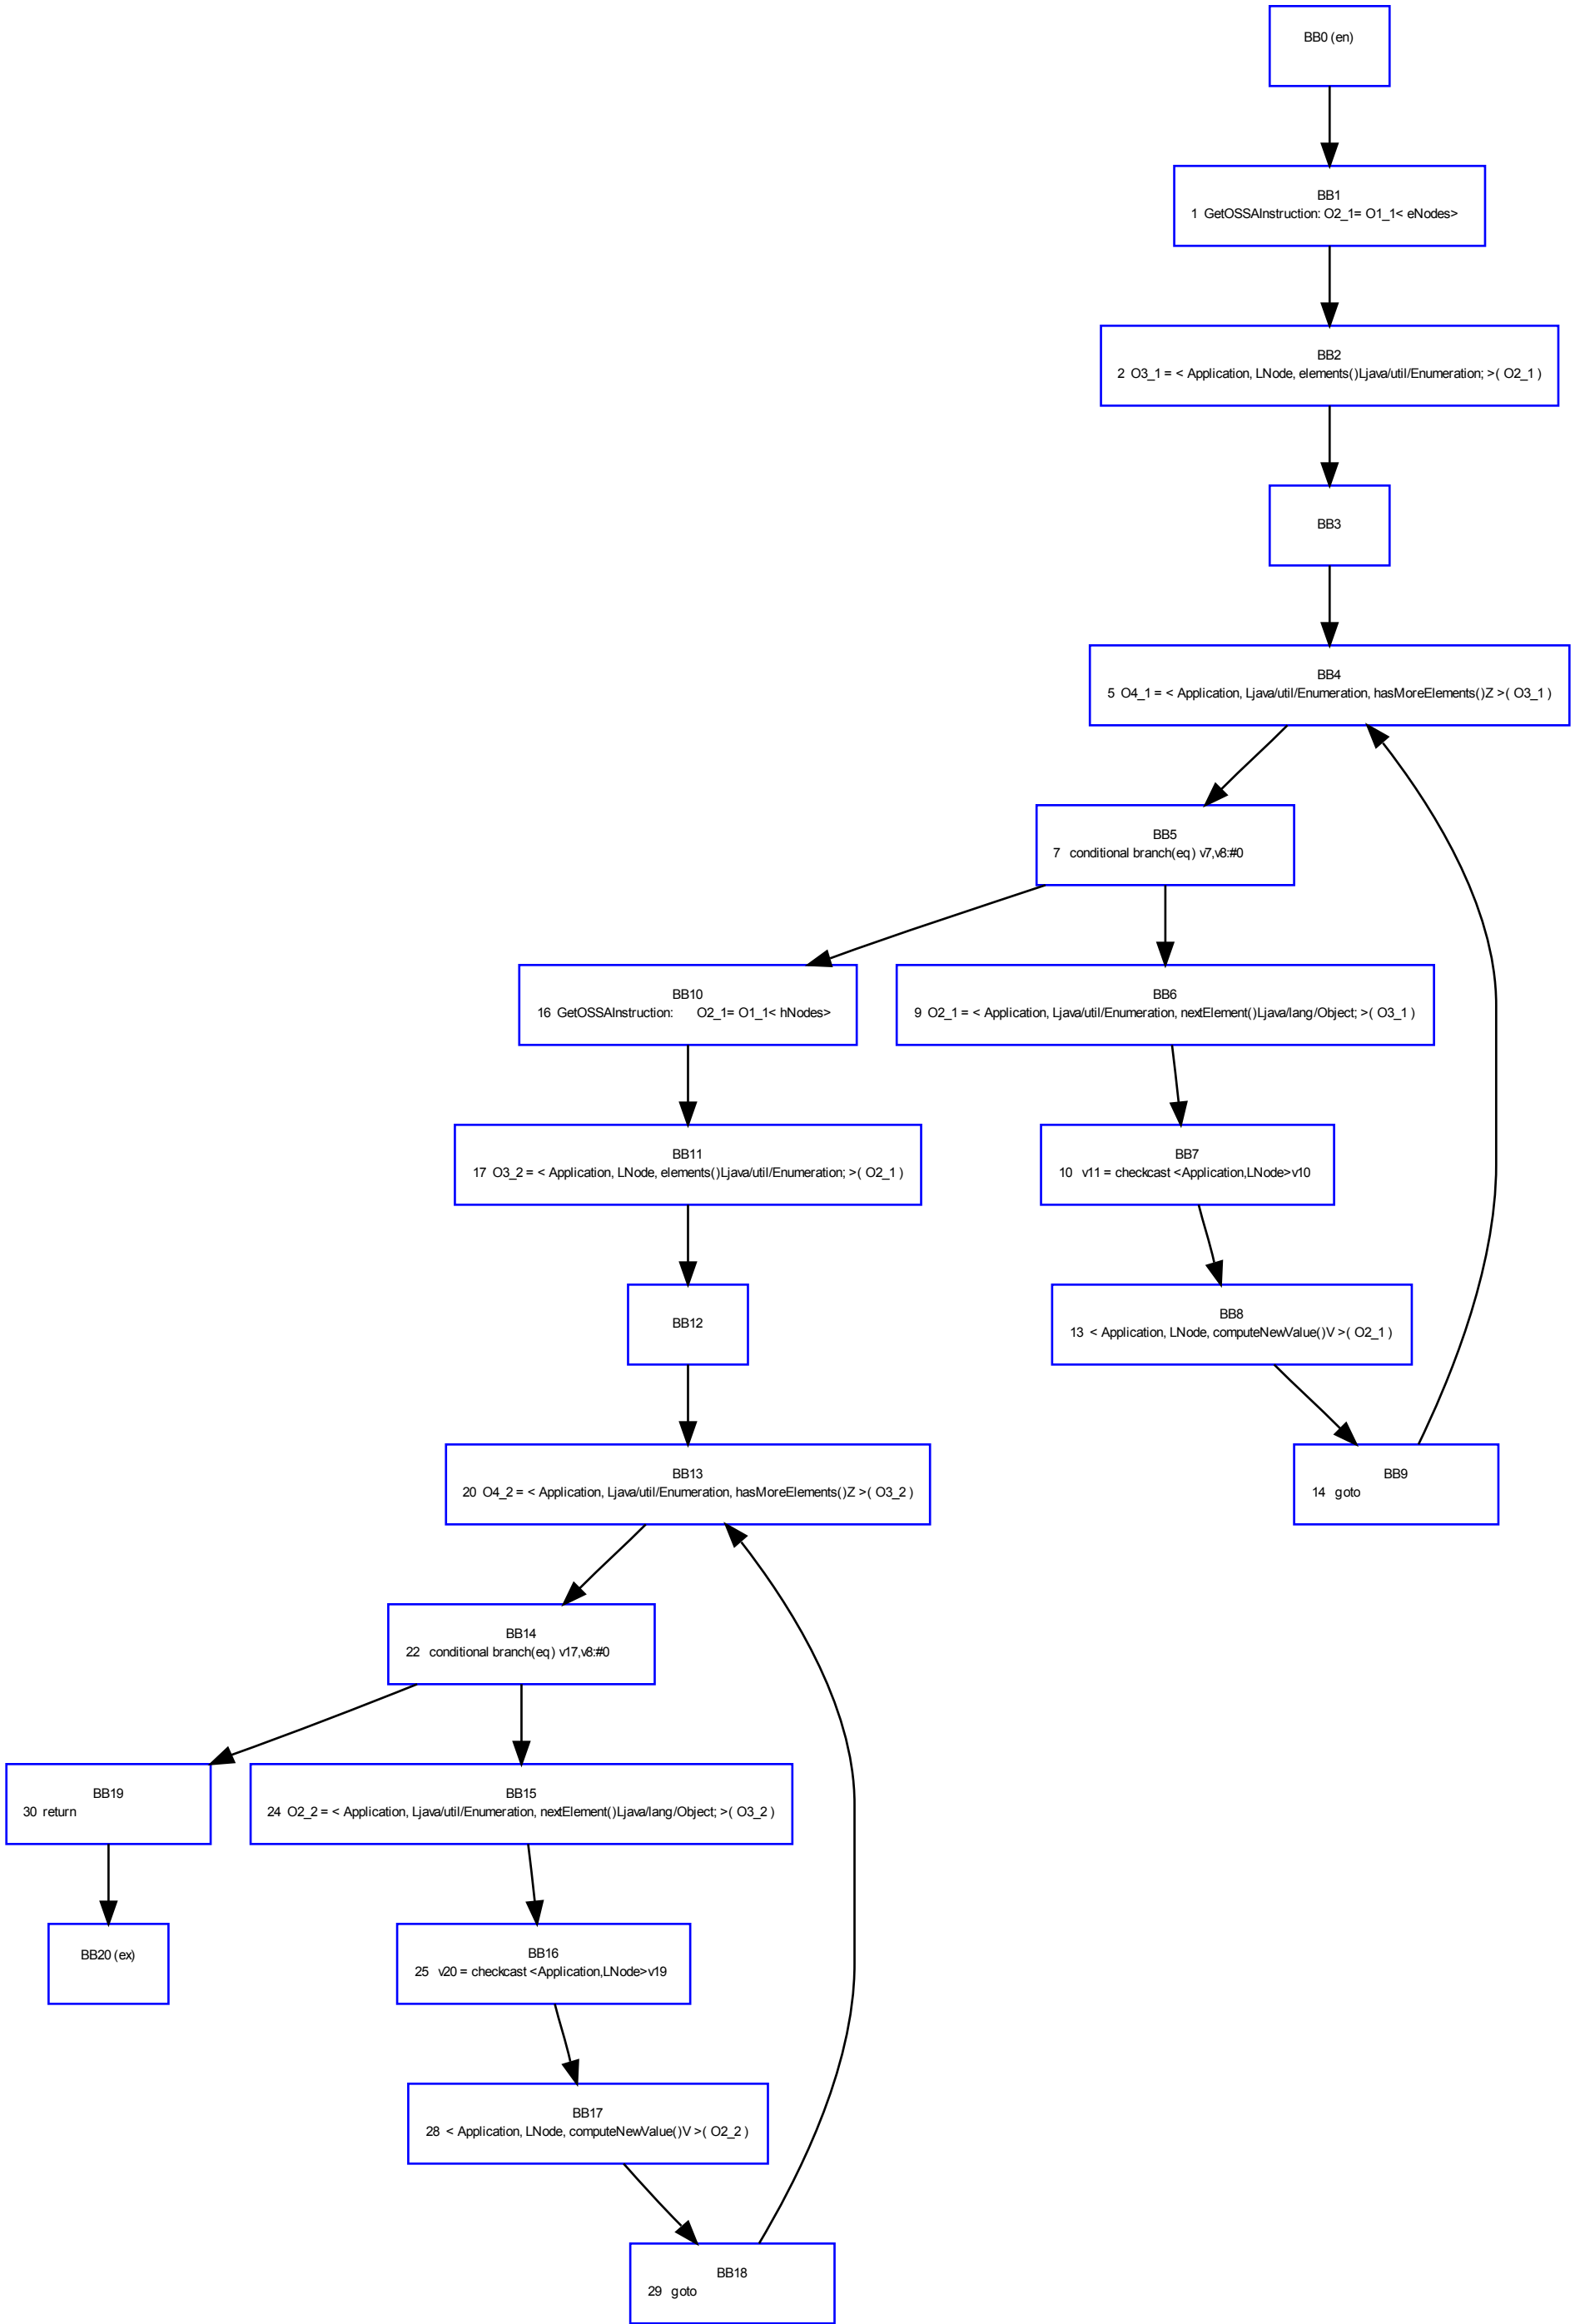 BB0 (en)
BB1
1 GetOSSAInstruction: O2_1= O1_1< eNodes>
BB2
2 O3_1 = < Application, LNode, elements()Ljava/util/Enumeration; >( O2_1 )
BB3
BB4
5 O4_1 = < Application, Ljava/util/Enumeration, hasMoreElements()Z >( O3_1 )
BB5
7 conditional branch(eq) v7,v8:#0
BB10
16 GetOSSAInstruction: O2_1= O1_1< hNodes>
BB6
9 O2_1 = < Application, Ljava/util/Enumeration, nextElement()Ljava/lang/Object; >( O3_1 )
BB11
17 O3_2 = < Application, LNode, elements()Ljava/util/Enumeration; >( O2_1 )
BB7
10 v11 = checkcast <Application,LNode>v10
BB12
BB8
13 < Application, LNode, computeNewValue()V >( O2_1 )
BB13
20 O4_2 = < Application, Ljava/util/Enumeration, hasMoreElements()Z >( O3_2 )
BB9
14 goto
BB14
22 conditional branch(eq) v17,v8:#0
BB19
30 return
BB15
24 O2_2 = < Application, Ljava/util/Enumeration, nextElement()Ljava/lang/Object; >( O3_2 )
BB20 (ex)
BB16
25 v20 = checkcast <Application,LNode>v19
BB17
28 < Application, LNode, computeNewValue()V >( O2_2 )
BB18
29 goto